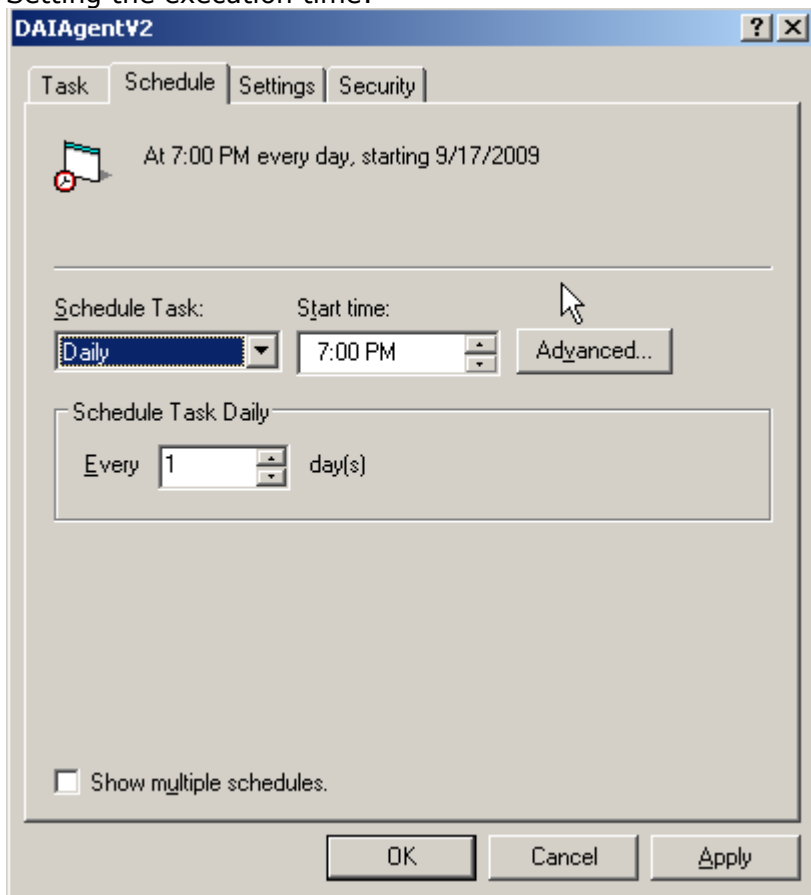 Setting the execution time:
DAIAgentV2
Task Schedule Settings Security
At 7:00 PM every day, starting 9/17/2009
Schedule Task: Start time:
Daily 7:00 PM Advanced...
Schedule Task Daily
Every 1 day(s)
Show multiple schedules.
OK Cancel Apply